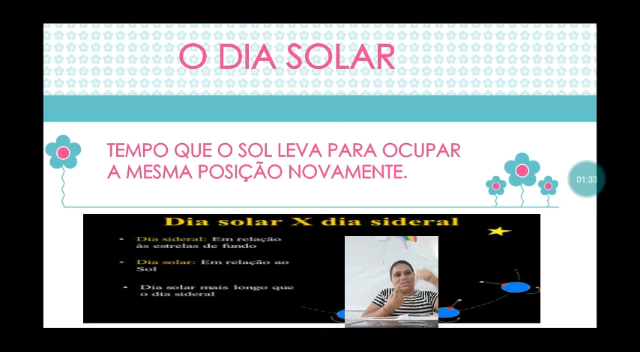 O DIA SOLAR
TEMPO QUE O SOL LEVA PARA OCUPAR
A MESMA POSIÇÃO NOVAMENTE.
01:33
Dia solar X dia sideral
• Dia sideral: Em relação
às estrelas de fundo
• Dia solar: Em relação ao
Sol
• Dia solar mais longo que
o dia sideral